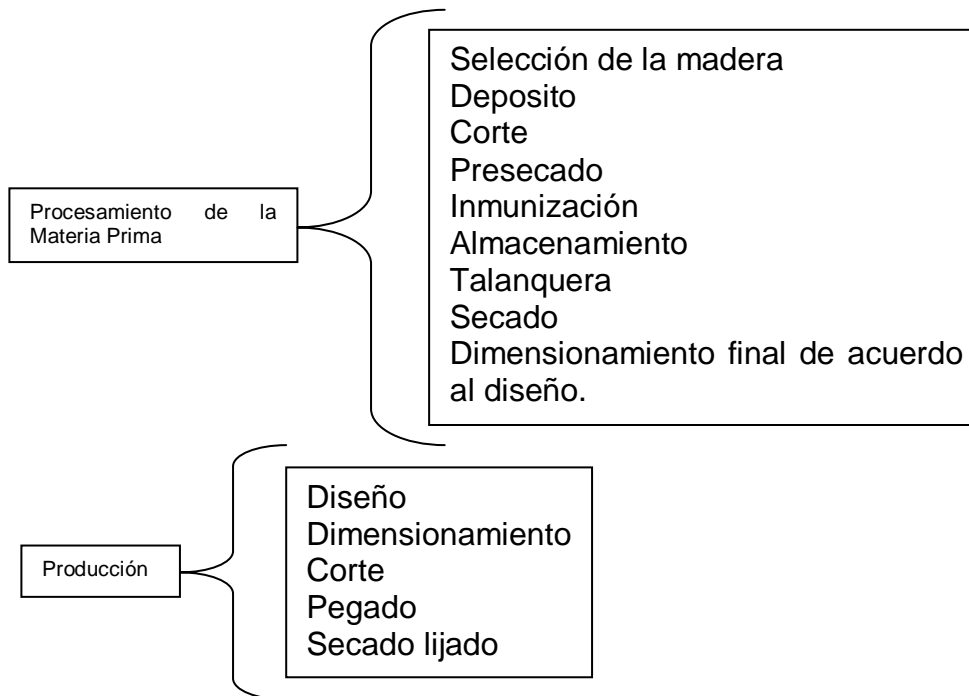 Procesamiento de la
Materia Prima
Selección de la madera
Deposito
Corte
Presecado
Inmunización
Almacenamiento
Talanquera
Secado
Dimensionamiento final de acuerdo
al diseño.
Producción
Diseño
Dimensionamiento
Corte
Pegado
Secado lijado